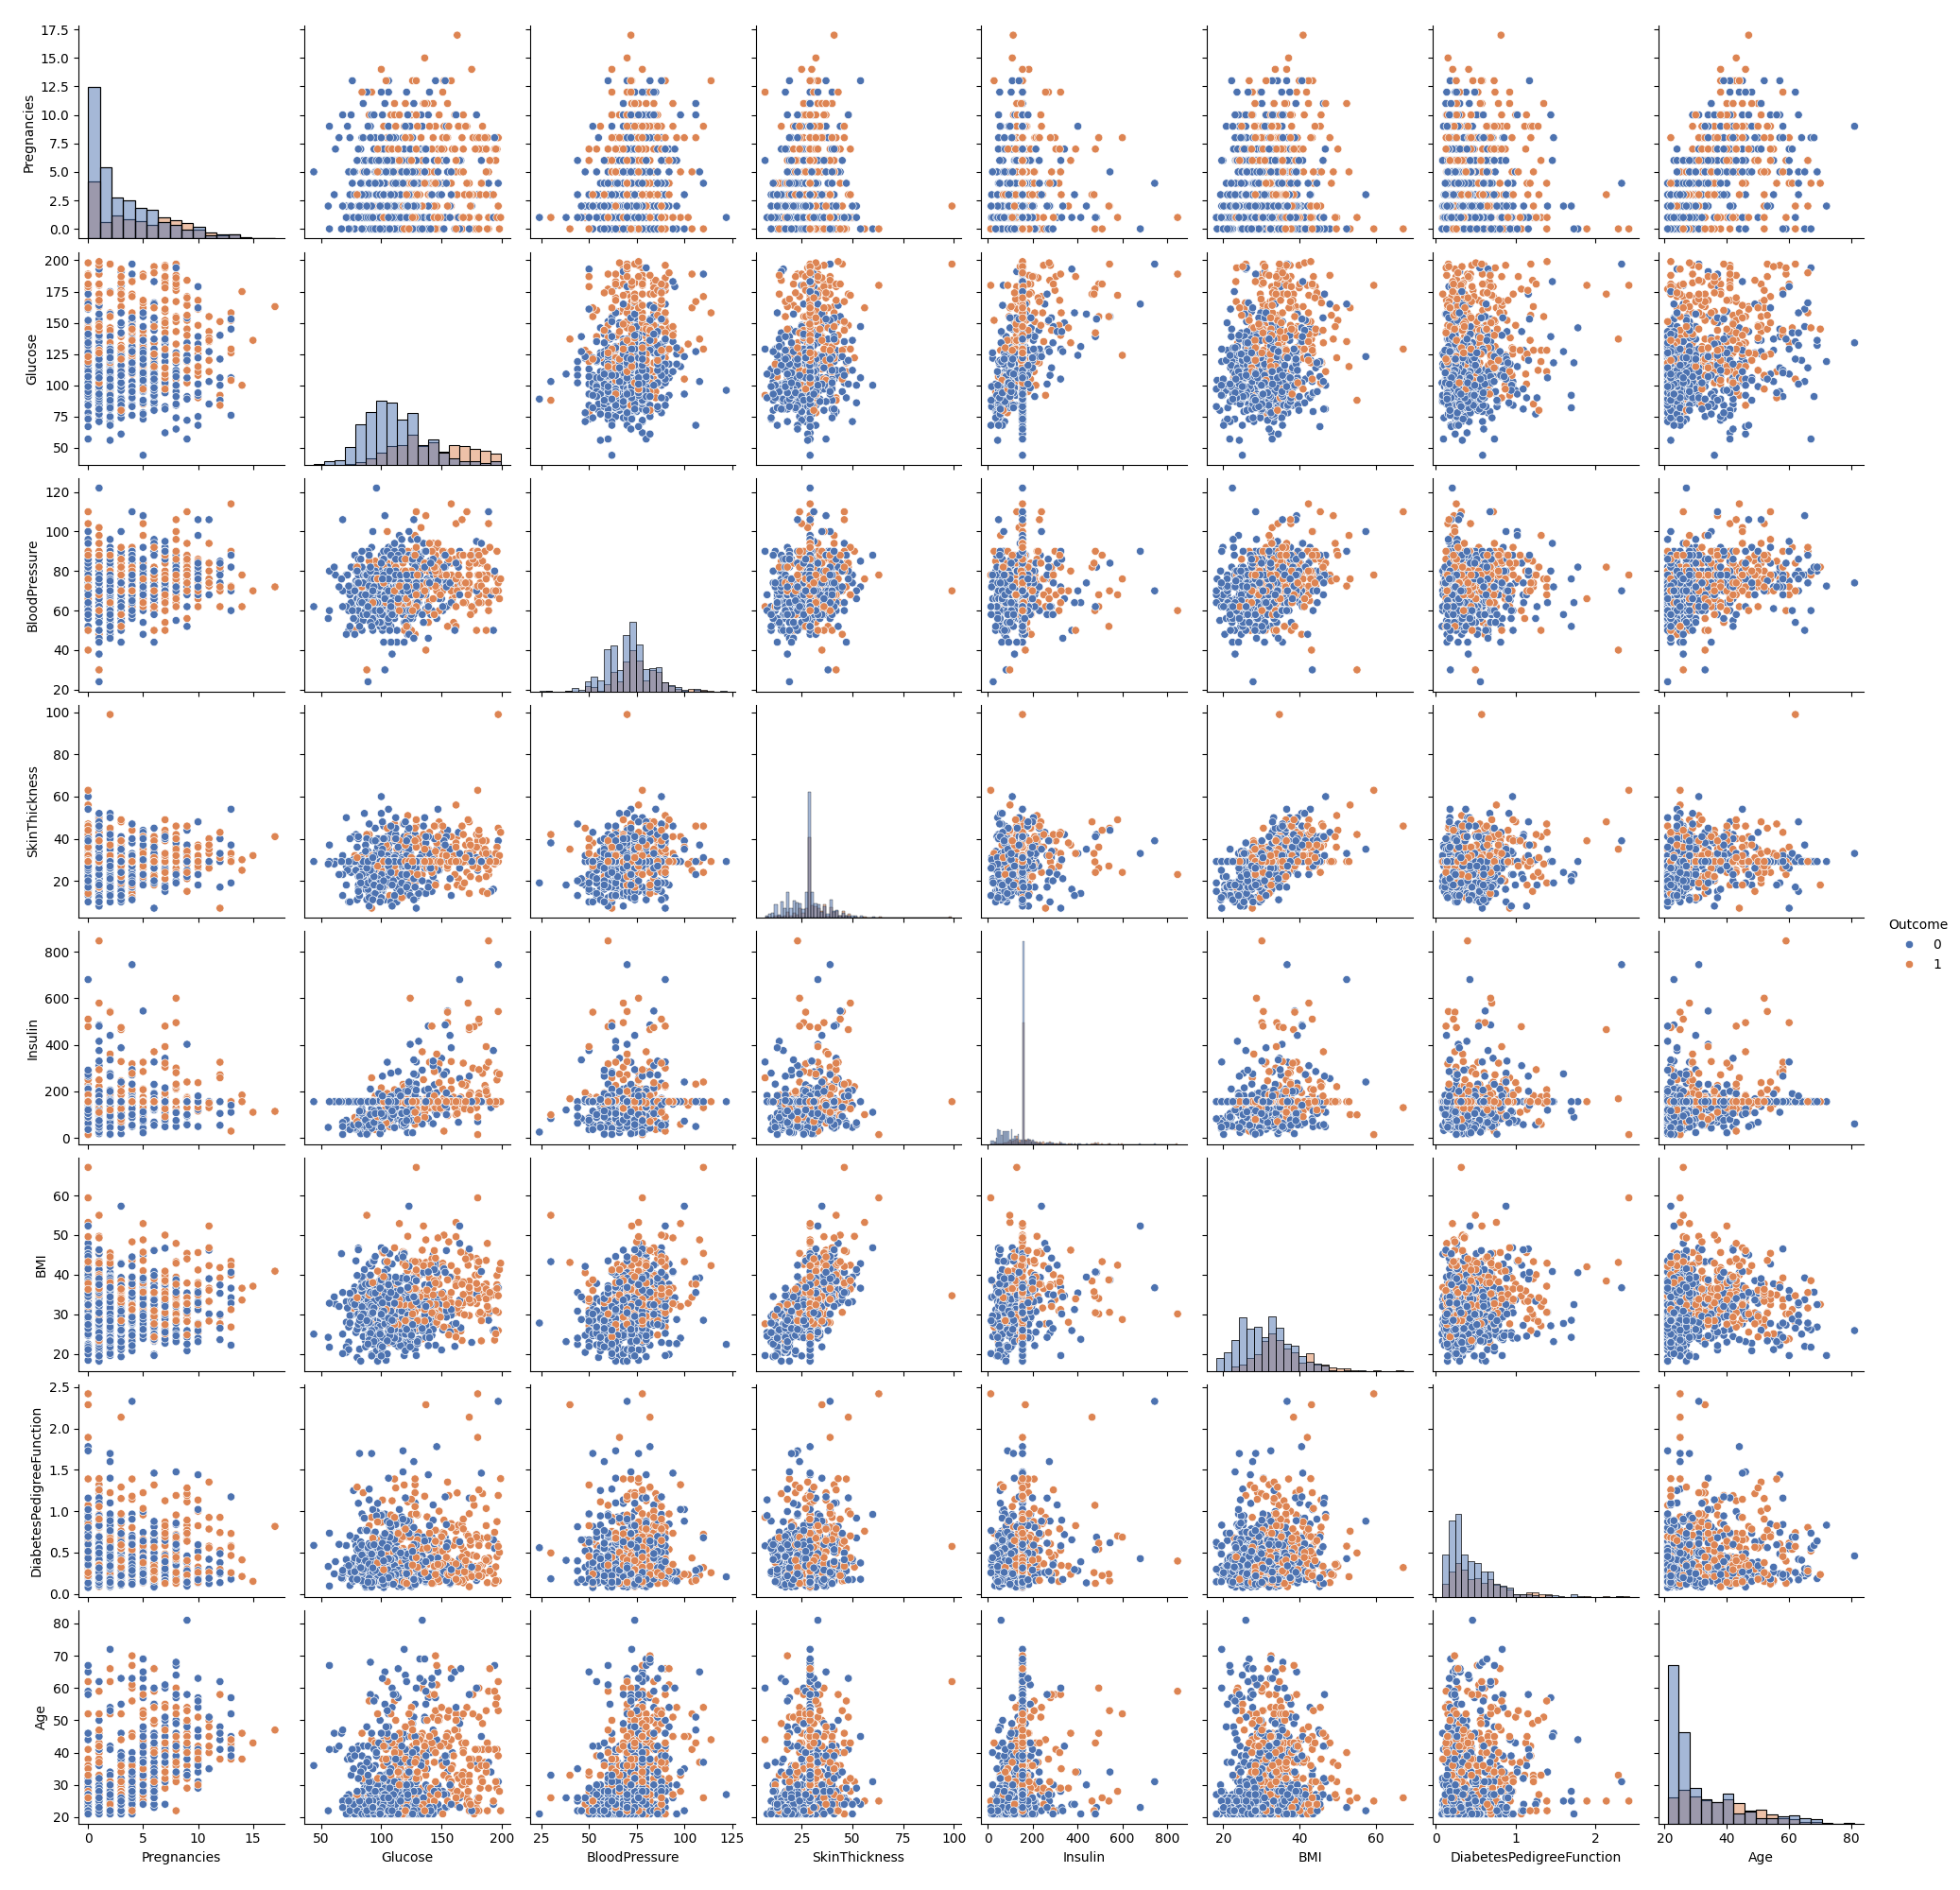 17.5
15.0
12.5
10.0
7.5
5.0
2.5
0.0
Pregnancies
200
175
150
125
100
75
50
Glucose
120
100
80
60
40
20
BloodPressure
100
80
60
40
20
SkinThickness
800
600
400
200
0
Insulin
60
50
40
30
20
BMI
2.5
2.0
1.5
1.0
0.5
0.0
DiabetesPedigreeFunction
80
70
60
50
40
30
20
Age
0 5 10 15
Pregnancies
50 100 150 200
Glucose
25 50 75 100 125
BloodPressure
25 50 75 100
SkinThickness
0 200 400 600 800
Insulin
20 40 60
BMI
0 1 2
DiabetesPedigreeFunction
20 40 60 80
Age
Outcome
0
1